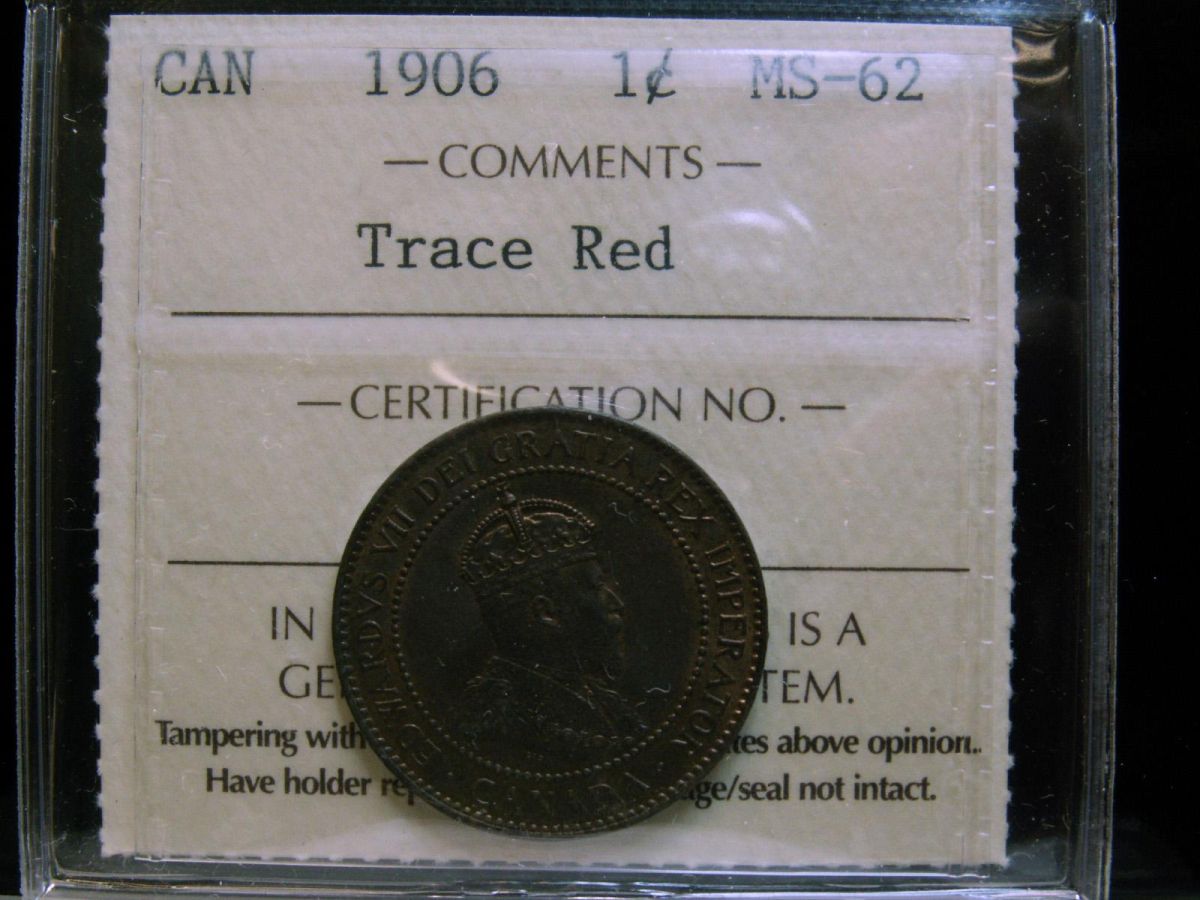 CAN 1906 1¢ MS-62
— COMMENTS —
Trace Red
— CERTIFICATION NO. —
EDWARDVS VII DEI GRATIA REX IMPERATOR
· CANADA ·
IN IS A
GE TEM.
Tampering with tes above opinion..
Have holder rep age/seal not intact.